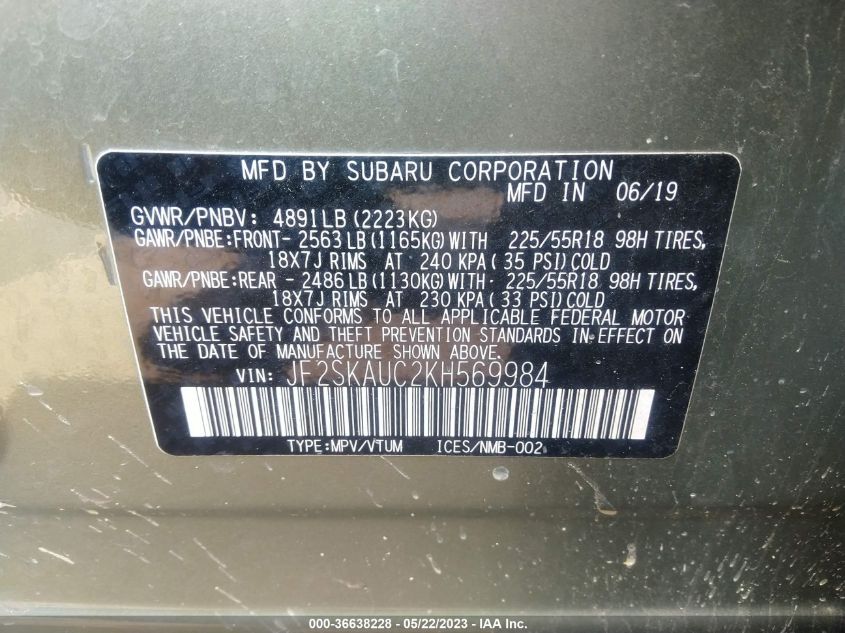 MFD BY SUBARU CORPORATION
MFD IN 06/19
GVWR/PNBV: 4891LB (2223KG)
GAWR/PNBE:FRONT- 2563LB (1165KG) WITH 225/55R18 98H TIRES,
18X7J RIMS AT 240 KPA ( 35 PSI) COLD
GAWR/PNBE:REAR - 2486LB (1130KG) WITH 225/55R18 98H TIRES,
18X7J RIMS AT 230 KPA ( 33 PSI) COLD
THIS VEHICLE CONFORMS TO ALL APPLICABLE FEDERAL MOTOR
VEHICLE SAFETY AND THEFT PREVENTION STANDARDS IN EFFECT ON
THE DATE OF MANUFACTURE SHOWN ABOVE.
VIN: JF2SKAUC2KH569984
TYPE:MPV/VTUM ICES/NMB-002
000-36638228 - 05/22/2023 - IAA Inc.